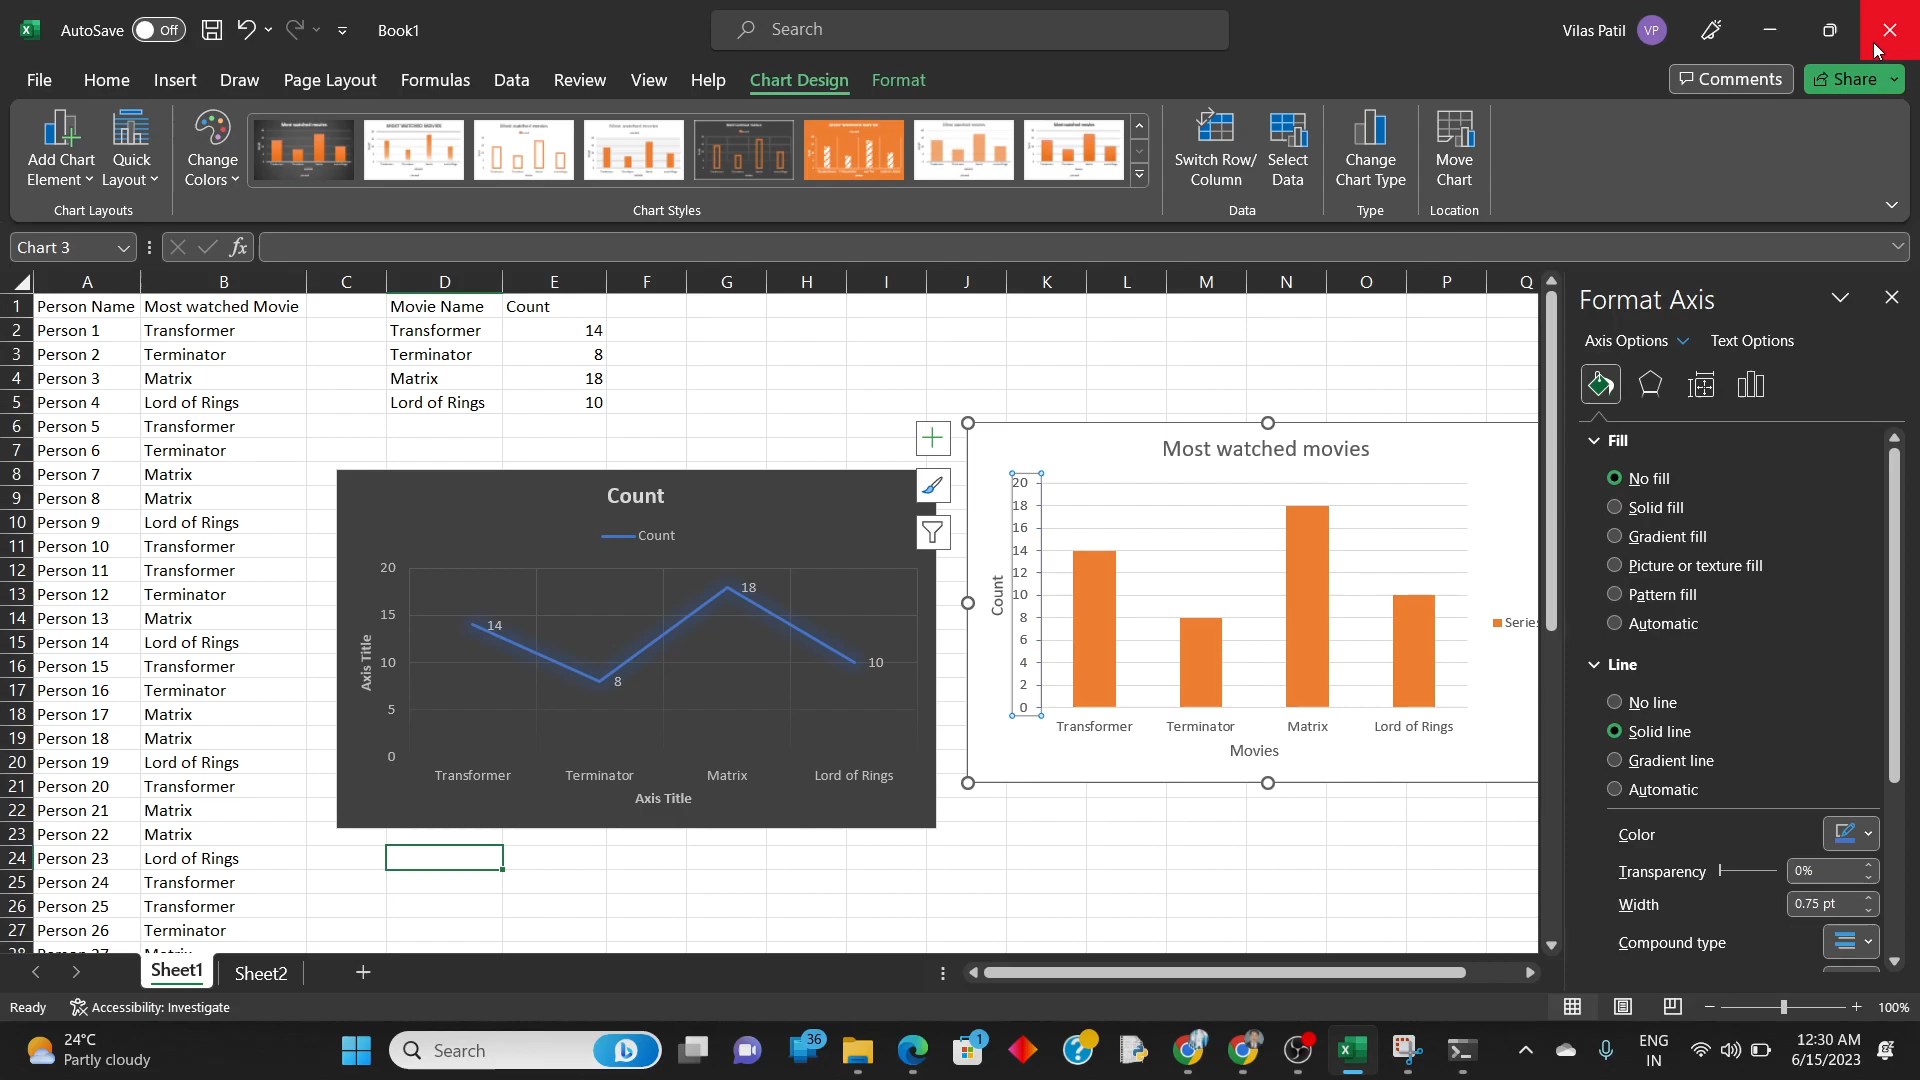 AutoSave Off Book1 Search Vilas Patil VP
File Home Insert Draw Page Layout Formulas Data Review View Help Chart Design Format Comments Share
Add Chart Element
Quick Layout
Change Colors
Switch Row/ Column
Select Data
Change Chart Type
Move Chart
Chart Layouts Chart Styles Data Type Location
Chart 3 fx
A B C D E F G H I J K L M N O P Q
1 Person Name Most watched Movie Movie Name Count
2 Person 1 Transformer Transformer 14
3 Person 2 Terminator Terminator 8
4 Person 3 Matrix Matrix 18
5 Person 4 Lord of Rings Lord of Rings 10
6 Person 5 Transformer
7 Person 6 Terminator
8 Person 7 Matrix
9 Person 8 Matrix
10 Person 9 Lord of Rings
11 Person 10 Transformer
12 Person 11 Transformer
13 Person 12 Terminator
14 Person 13 Matrix
15 Person 14 Lord of Rings
16 Person 15 Transformer
17 Person 16 Terminator
18 Person 17 Matrix
19 Person 18 Matrix
20 Person 19 Lord of Rings
21 Person 20 Transformer
22 Person 21 Matrix
23 Person 22 Matrix
24 Person 23 Lord of Rings
25 Person 24 Transformer
26 Person 25 Transformer
27 Person 26 Terminator
28 Person 27 Matrix
Count
Count
20
15
10
5
0
14
8
18
10
Axis Title
Transformer Terminator Matrix Lord of Rings
Axis Title
Most watched movies
20
18
16
14
12
10
8
6
4
2
0
Count
Series
Transformer Terminator Matrix Lord of Rings
Movies
Format Axis
Axis Options Text Options
Fill
No fill
Solid fill
Gradient fill
Picture or texture fill
Pattern fill
Automatic
Line
No line
Solid line
Gradient line
Automatic
Color
Transparency 0%
Width 0.75 pt
Compound type
Sheet1 Sheet2
Ready Accessibility: Investigate 100%
24°C
Partly cloudy
Search
36
1
ENG
IN
12:30 AM
6/15/2023